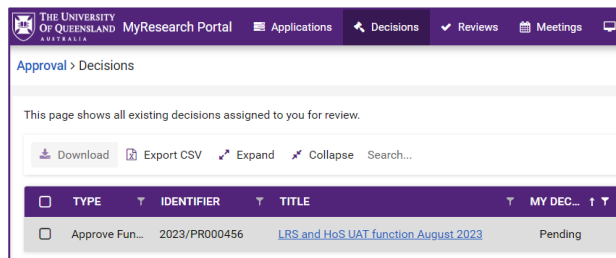 THE UNIVERSITY
OF QUEENSLAND
AUSTRALIA
MyResearch Portal Applications Decisions Reviews Meetings
Approval > Decisions
This page shows all existing decisions assigned to you for review.
Download Export CSV Expand Collapse Search...
TYPE IDENTIFIER TITLE MY DEC...
Approve Fun... 2023/PR000456 LRS and HoS UAT function August 2023 Pending